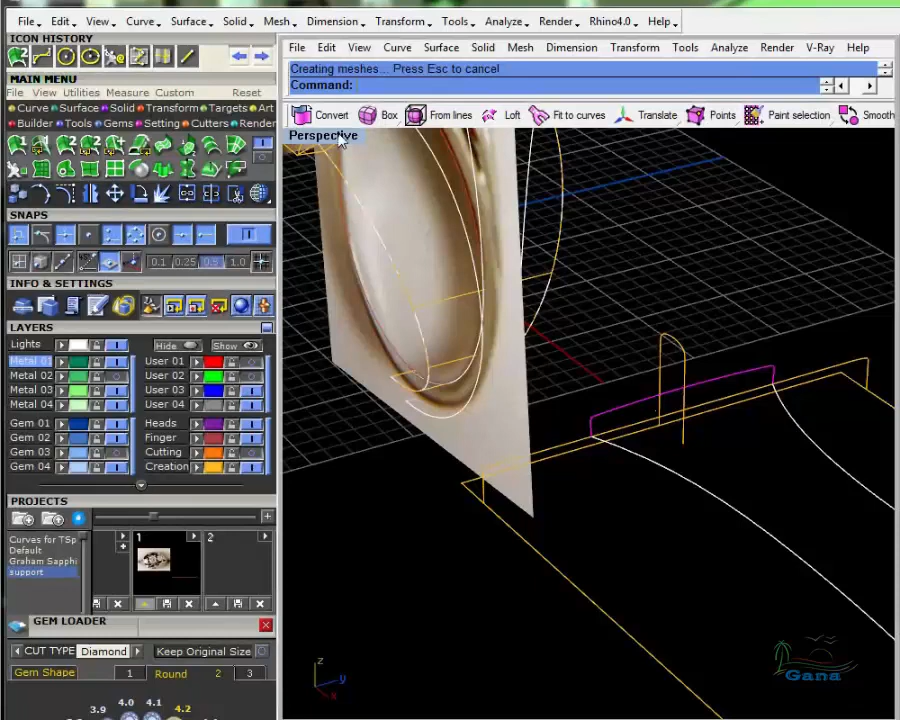 File Edit View Curve Surface Solid Mesh Dimension Transform Tools Analyze Render Rhino4.0 Help
ICON HISTORY
MAIN MENU
File View Utilities Measure Custom Reset
Curve Surface Solid Transform Targets Art
Builder Tools Gems Setting Cutters Render
SNAPS
0.1 0.25 0.5 1.0
INFO & SETTINGS
LAYERS
Lights Hide Show
Metal 01 User 01
Metal 02 User 02
Metal 03 User 03
Metal 04 User 04
Gem 01 Heads
Gem 02 Finger
Gem 03 Cutting
Gem 04 Creation
PROJECTS
Curves for TSp
Default
Graham Sapphi
support
1 2
GEM LOADER
CUT TYPE Diamond Keep Original Size
Gem Shape 1 Round 2 3
3.9 4.0 4.1 4.2
File Edit View Curve Surface Solid Mesh Dimension Transform Tools Analyze Render V-Ray Help
Creating meshes... Press Esc to cancel
Command:
Convert Box From lines Loft Fit to curves Translate Points Paint selection Smooth
Perspective
z
y
x
Gana